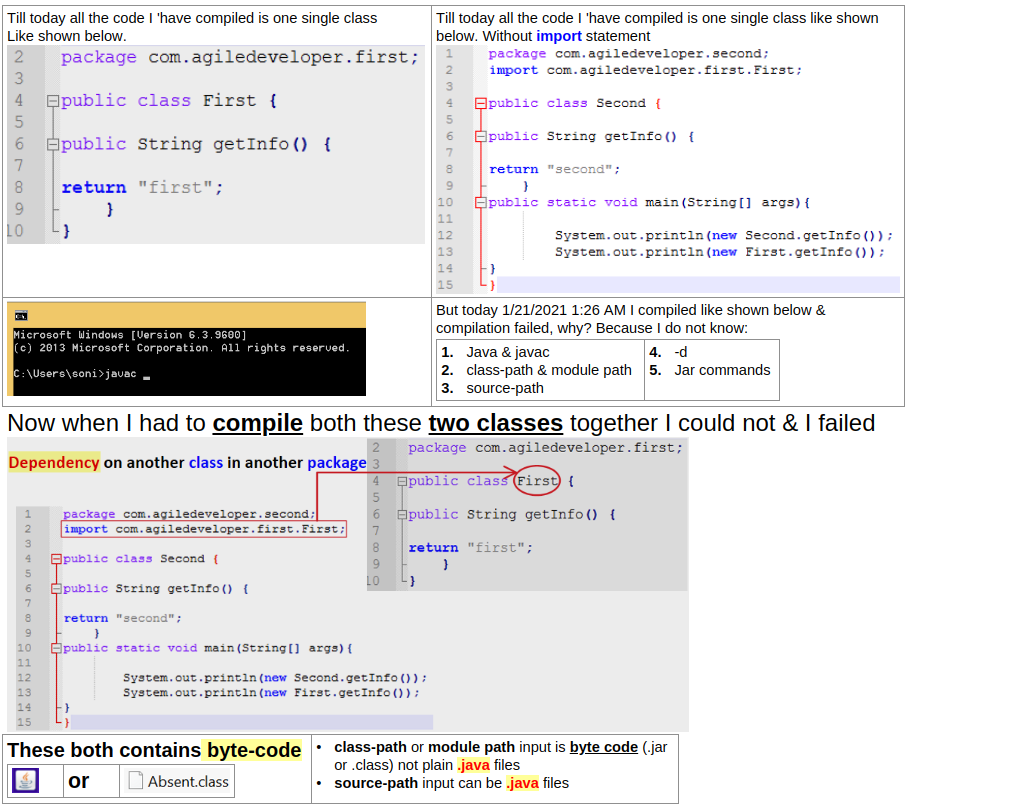 Till today all the code I 'have compiled is one single class
Like shown below.
2 package com.agiledeveloper.first;
3
4 public class First {
5
6 public String getInfo() {
7
8 return "first";
9 }
10 }
Till today all the code I 'have compiled is one single class like shown
below. Without import statement
1 package com.agiledeveloper.second;
2 import com.agiledeveloper.first.First;
3
4 public class Second {
5
6 public String getInfo() {
7
8 return "second";
9 }
10 public static void main(String[] args){
11
12 System.out.println(new Second.getInfo());
13 System.out.println(new First.getInfo());
14 }
15 }
Microsoft Windows [Version 6.3.9600]
(c) 2013 Microsoft Corporation. All rights reserved.
C:\Users\soni>javac _
But today 1/21/2021 1:26 AM I compiled like shown below &
compilation failed, why? Because I do not know:
1. Java & javac
2. class-path & module path
3. source-path
4. -d
5. Jar commands
Now when I had to compile both these two classes together I could not & I failed
Dependency on another class in another package
2 package com.agiledeveloper.first;
3
4 public class First {
5
6 public String getInfo() {
7
8 return "first";
9 }
10 }
1 package com.agiledeveloper.second;
2 import com.agiledeveloper.first.First;
3
4 public class Second {
5
6 public String getInfo() {
7
8 return "second";
9 }
10 public static void main(String[] args){
11
12 System.out.println(new Second.getInfo());
13 System.out.println(new First.getInfo());
14 }
15 }
These both contains byte-code
or Absent.class
• class-path or module path input is byte code (.jar
or .class) not plain .java files
• source-path input can be .java files